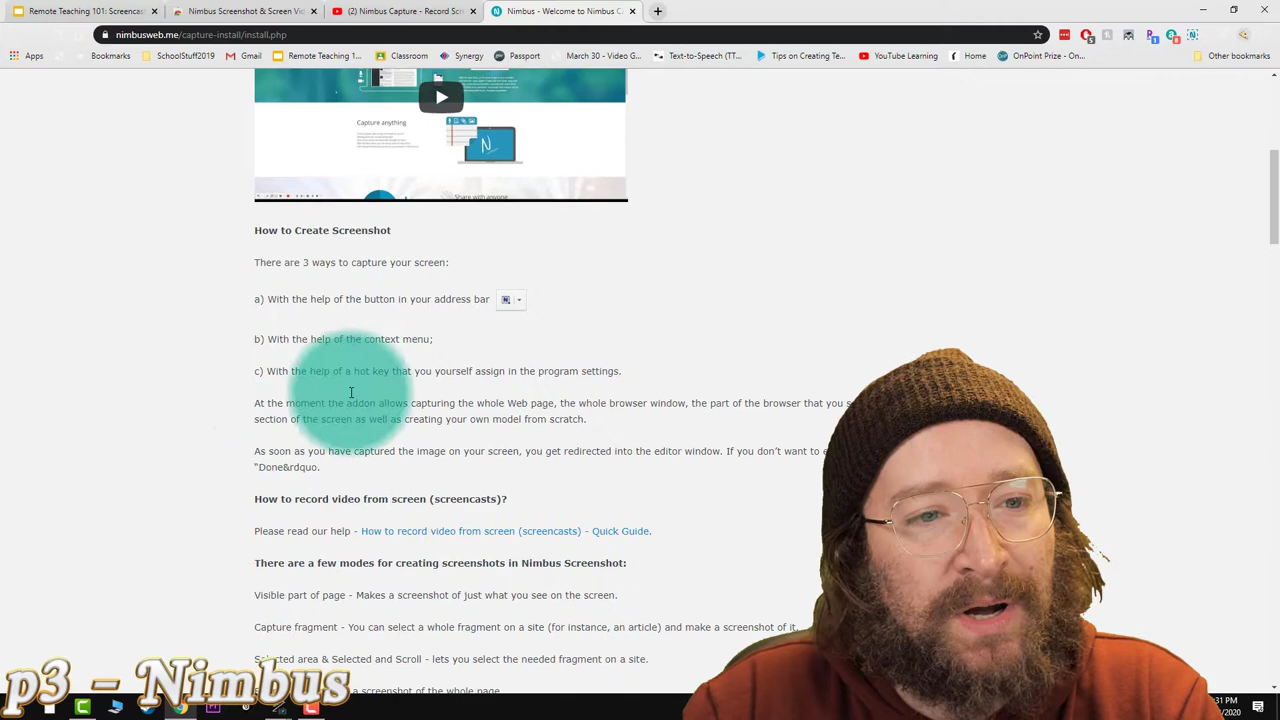 Remote Teaching 101: Screencast
Nimbus Screenshot & Screen Vi
(2) Nimbus Capture - Record Scr
Nimbus - Welcome to Nimbus C
nimbusweb.me/capture-install/install.php
Apps
SchoolStuff2019
Gmail
Remote Teaching 1...
Classroom
Synergy
Passport
March 30 - Video G...
Text-to-Speech (TT...
Tips on Creating Te...
YouTube Learning
Home
OnPoint Prize - On...
Other bookmarks
Capture anything
Share with anyone
How to Create Screenshot
There are 3 ways to capture your screen:
a) With the help of the button in your address bar
b) With the help of the context menu;
c) With the help of a hot key that you yourself assign in the program settings.
At the moment the addon allows capturing the whole Web page, the whole browser window, the part of the browser that you s
section of the screen as well as creating your own model from scratch.
As soon as you have captured the image on your screen, you get redirected into the editor window. If you don't want to e
"Done&rdquo.
How to record video from screen (screencasts)?
Please read our help - How to record video from screen (screencasts) - Quick Guide.
There are a few modes for creating screenshots in Nimbus Screenshot:
Visible part of page - Makes a screenshot of just what you see on the screen.
Capture fragment - You can select a whole fragment on a site (for instance, an article) and make a screenshot of it.
Selected area & Selected and Scroll - lets you select the needed fragment on a site.
a screenshot of the whole page
p3 - Nimbus